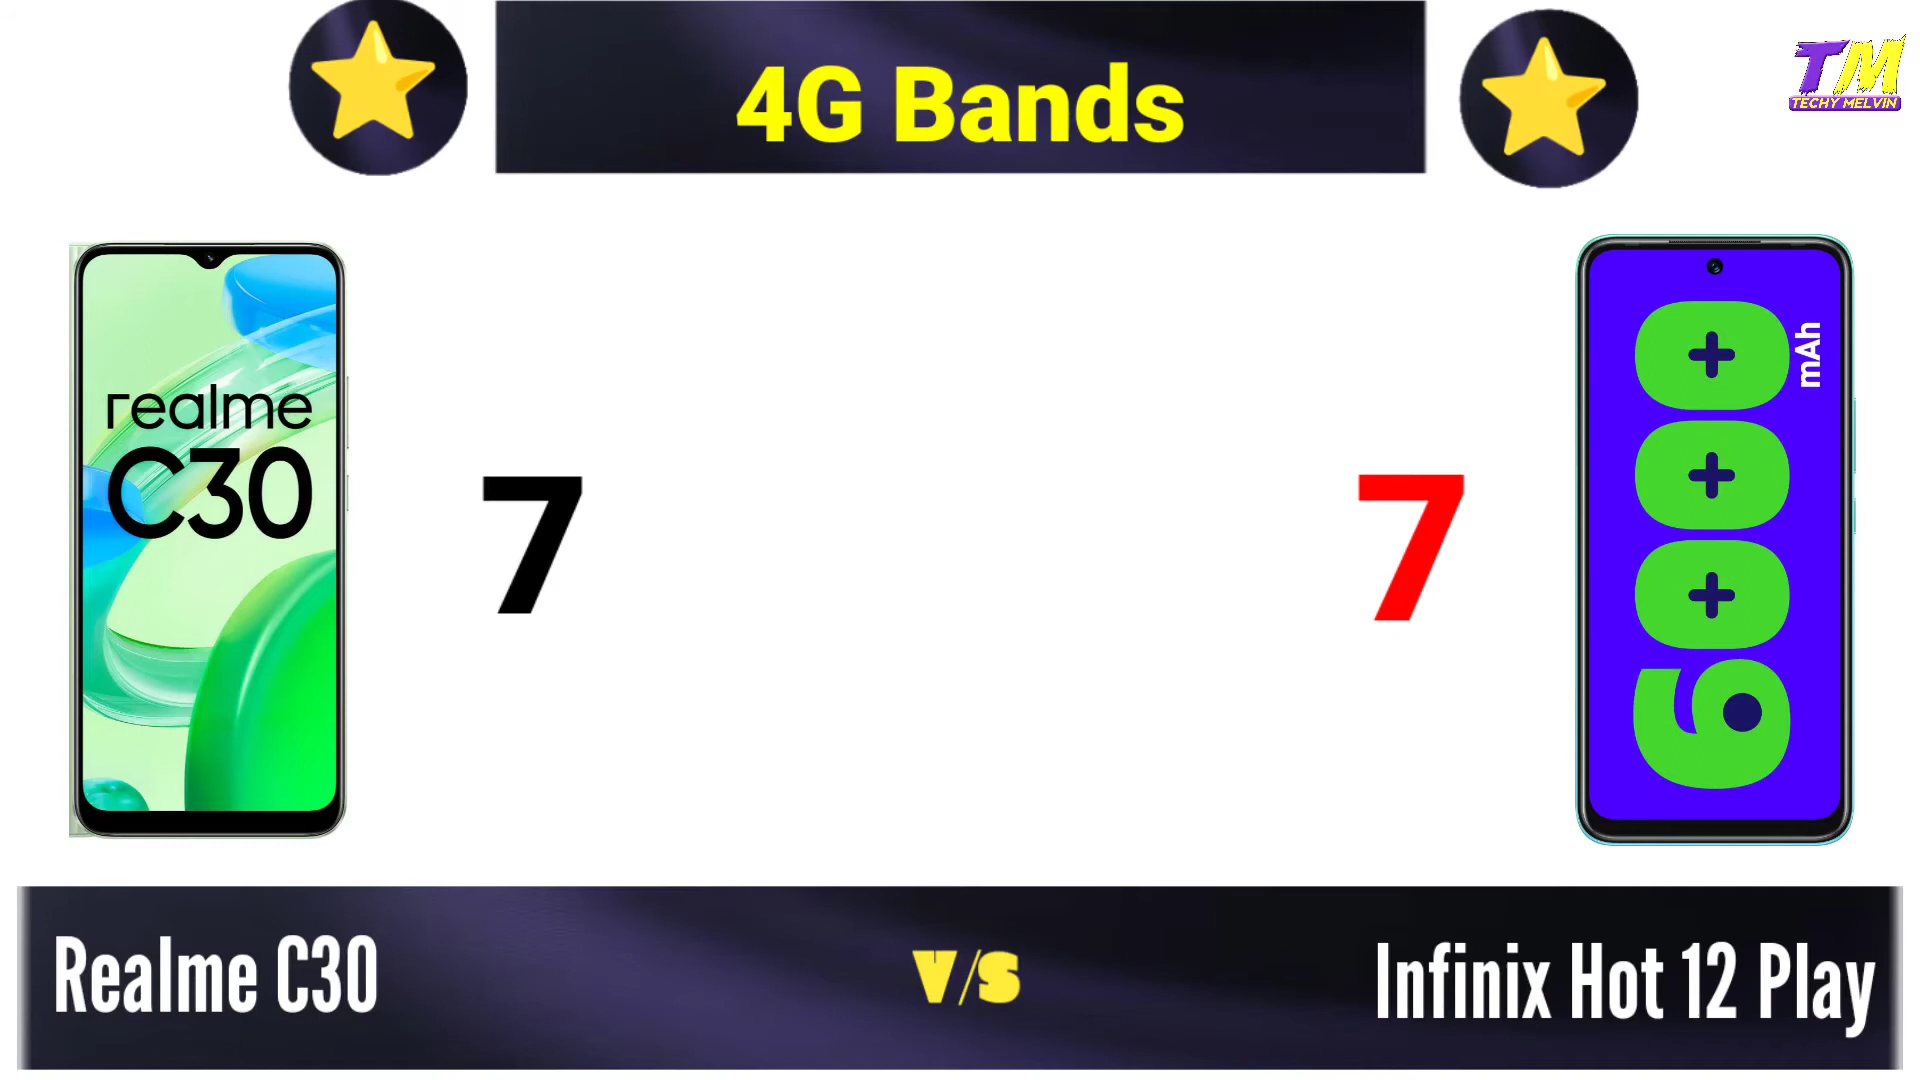 4G Bands
TM
TECHY MELVIN
realme
C30
7
7
6000
mAh
Realme C30
V/S
Infinix Hot 12 Play